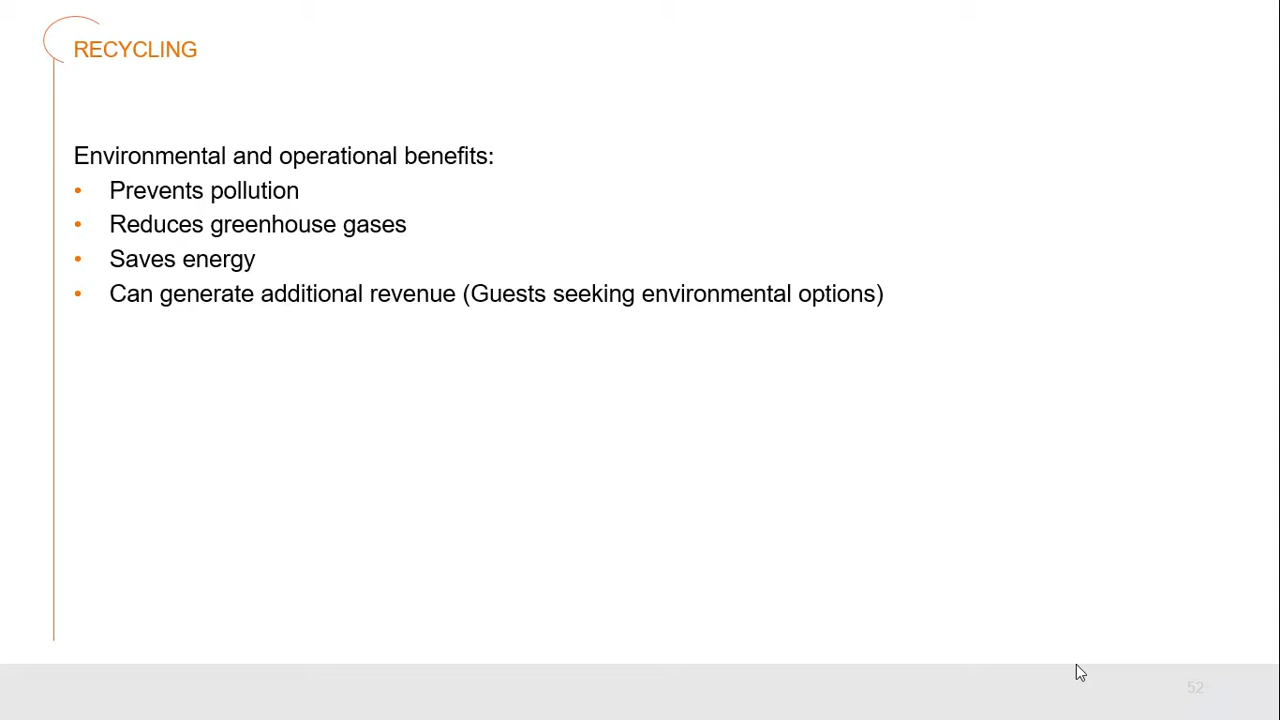 RECYCLING
Environmental and operational benefits:
• Prevents pollution
• Reduces greenhouse gases
• Saves energy
• Can generate additional revenue (Guests seeking environmental options)
52